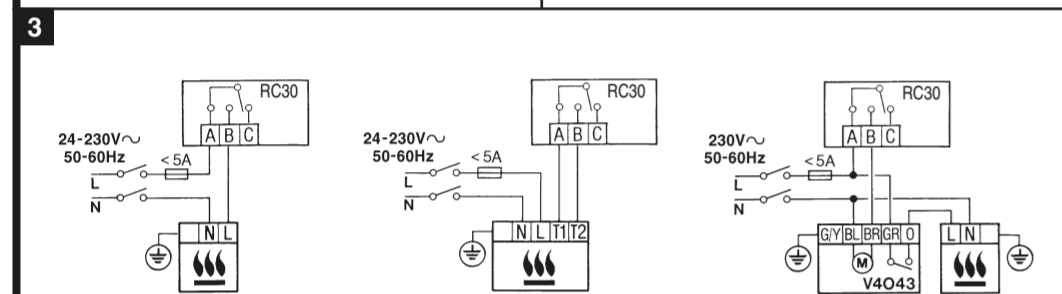 3
RC30
A B C
24-230V~
50-60Hz
<5A
L
N
N L
RC30
A B C
24-230V~
50-60Hz
<5A
L
N
N L T1 T2
RC30
A B C
230V~
50-60Hz
<5A
L
N
G/Y BL BR GR O
M
V4043
L N